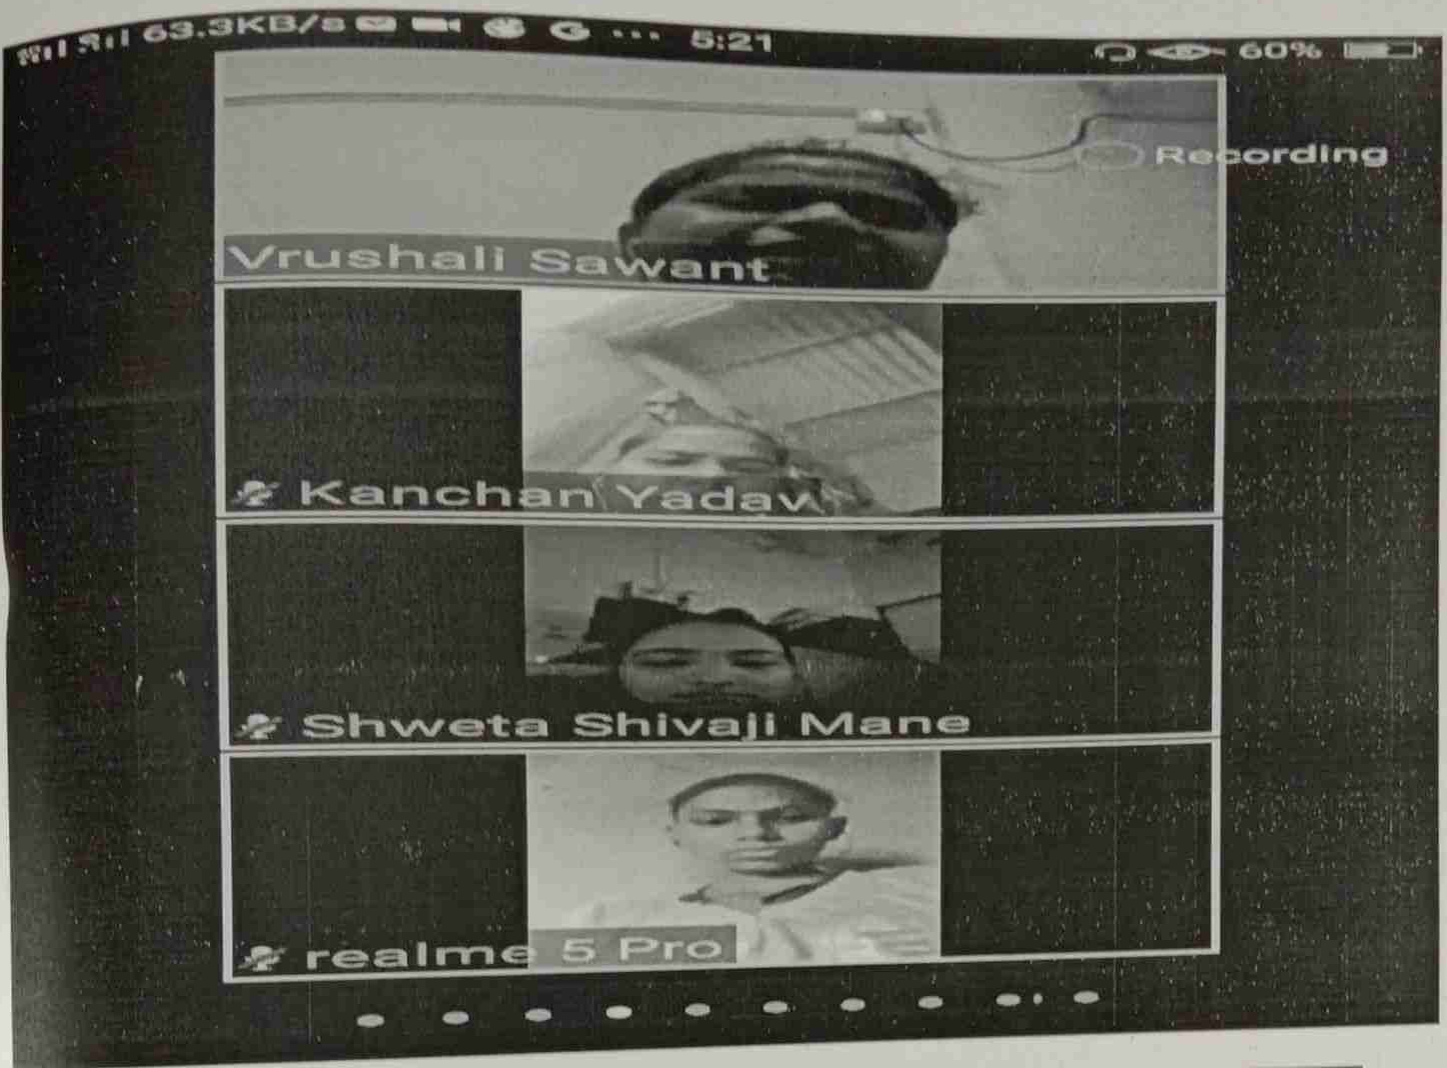 63.3KB/s ... 5:21 60%
Recording
Vrushali Sawant
Kanchan Yadav
Shweta Shivaji Mane
realme 5 Pro